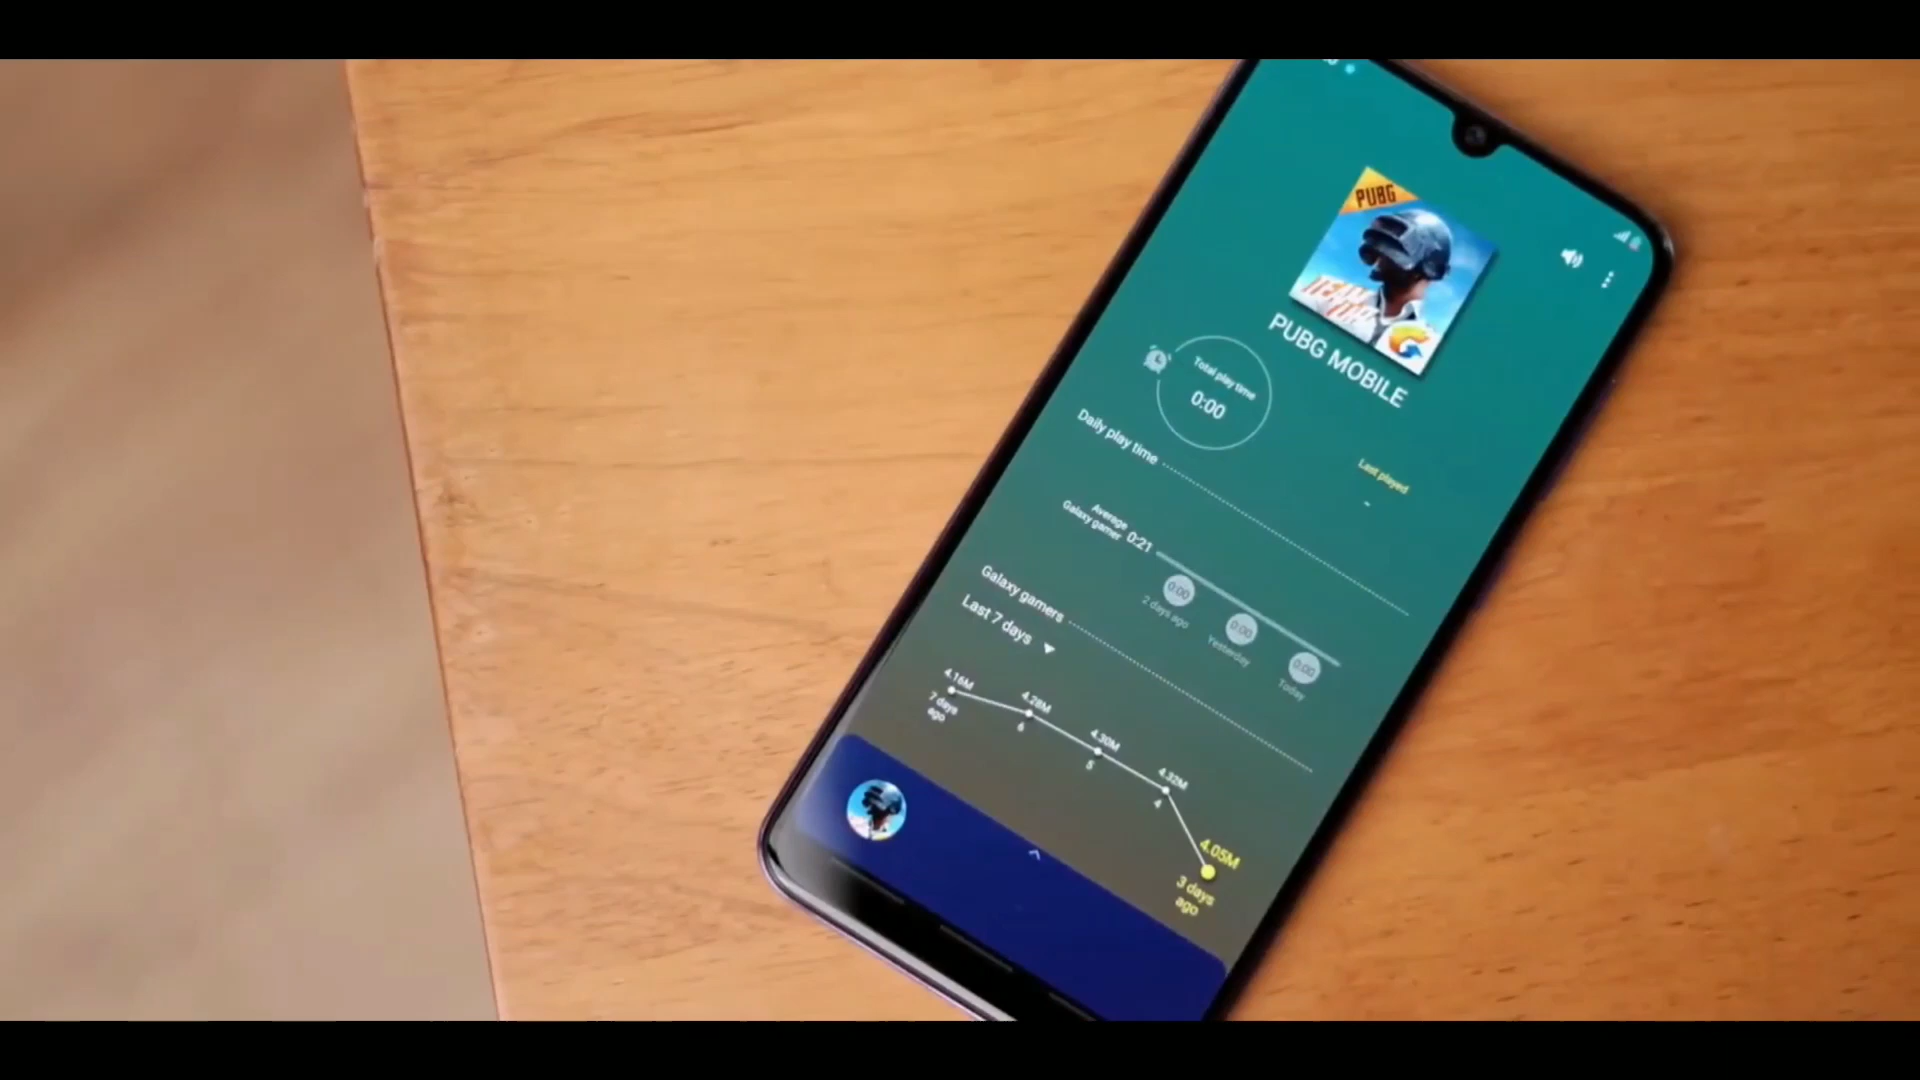 PUBG
PUBG MOBILE
Total play time
0:00
Last played
-
Daily play time
Average
Galaxy gamer
0:21
0:00
2 days ago
0:00
Yesterday
0:00
Today
Galaxy gamers
Last 7 days
4.16M
7 days
ago
4.28M
6
4.30M
5
4.32M
4
4.05M
3 days
ago